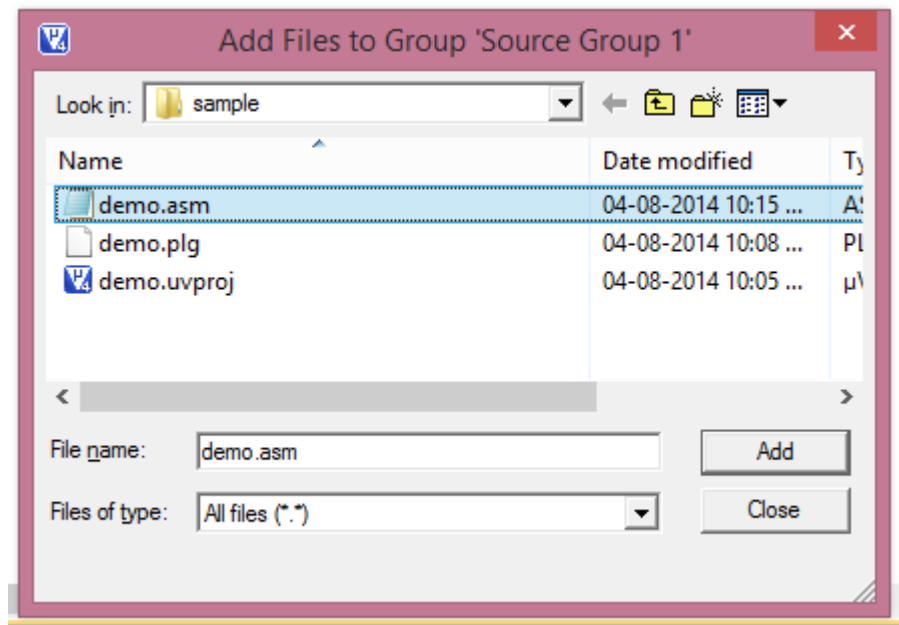 Add Files to Group 'Source Group 1'
Look in: sample
Name Date modified
demo.asm 04-08-2014 10:15 ...
demo.plg 04-08-2014 10:08 ...
demo.uvproj 04-08-2014 10:05 ...
File name: demo.asm Add
Files of type: All files (*.*) Close